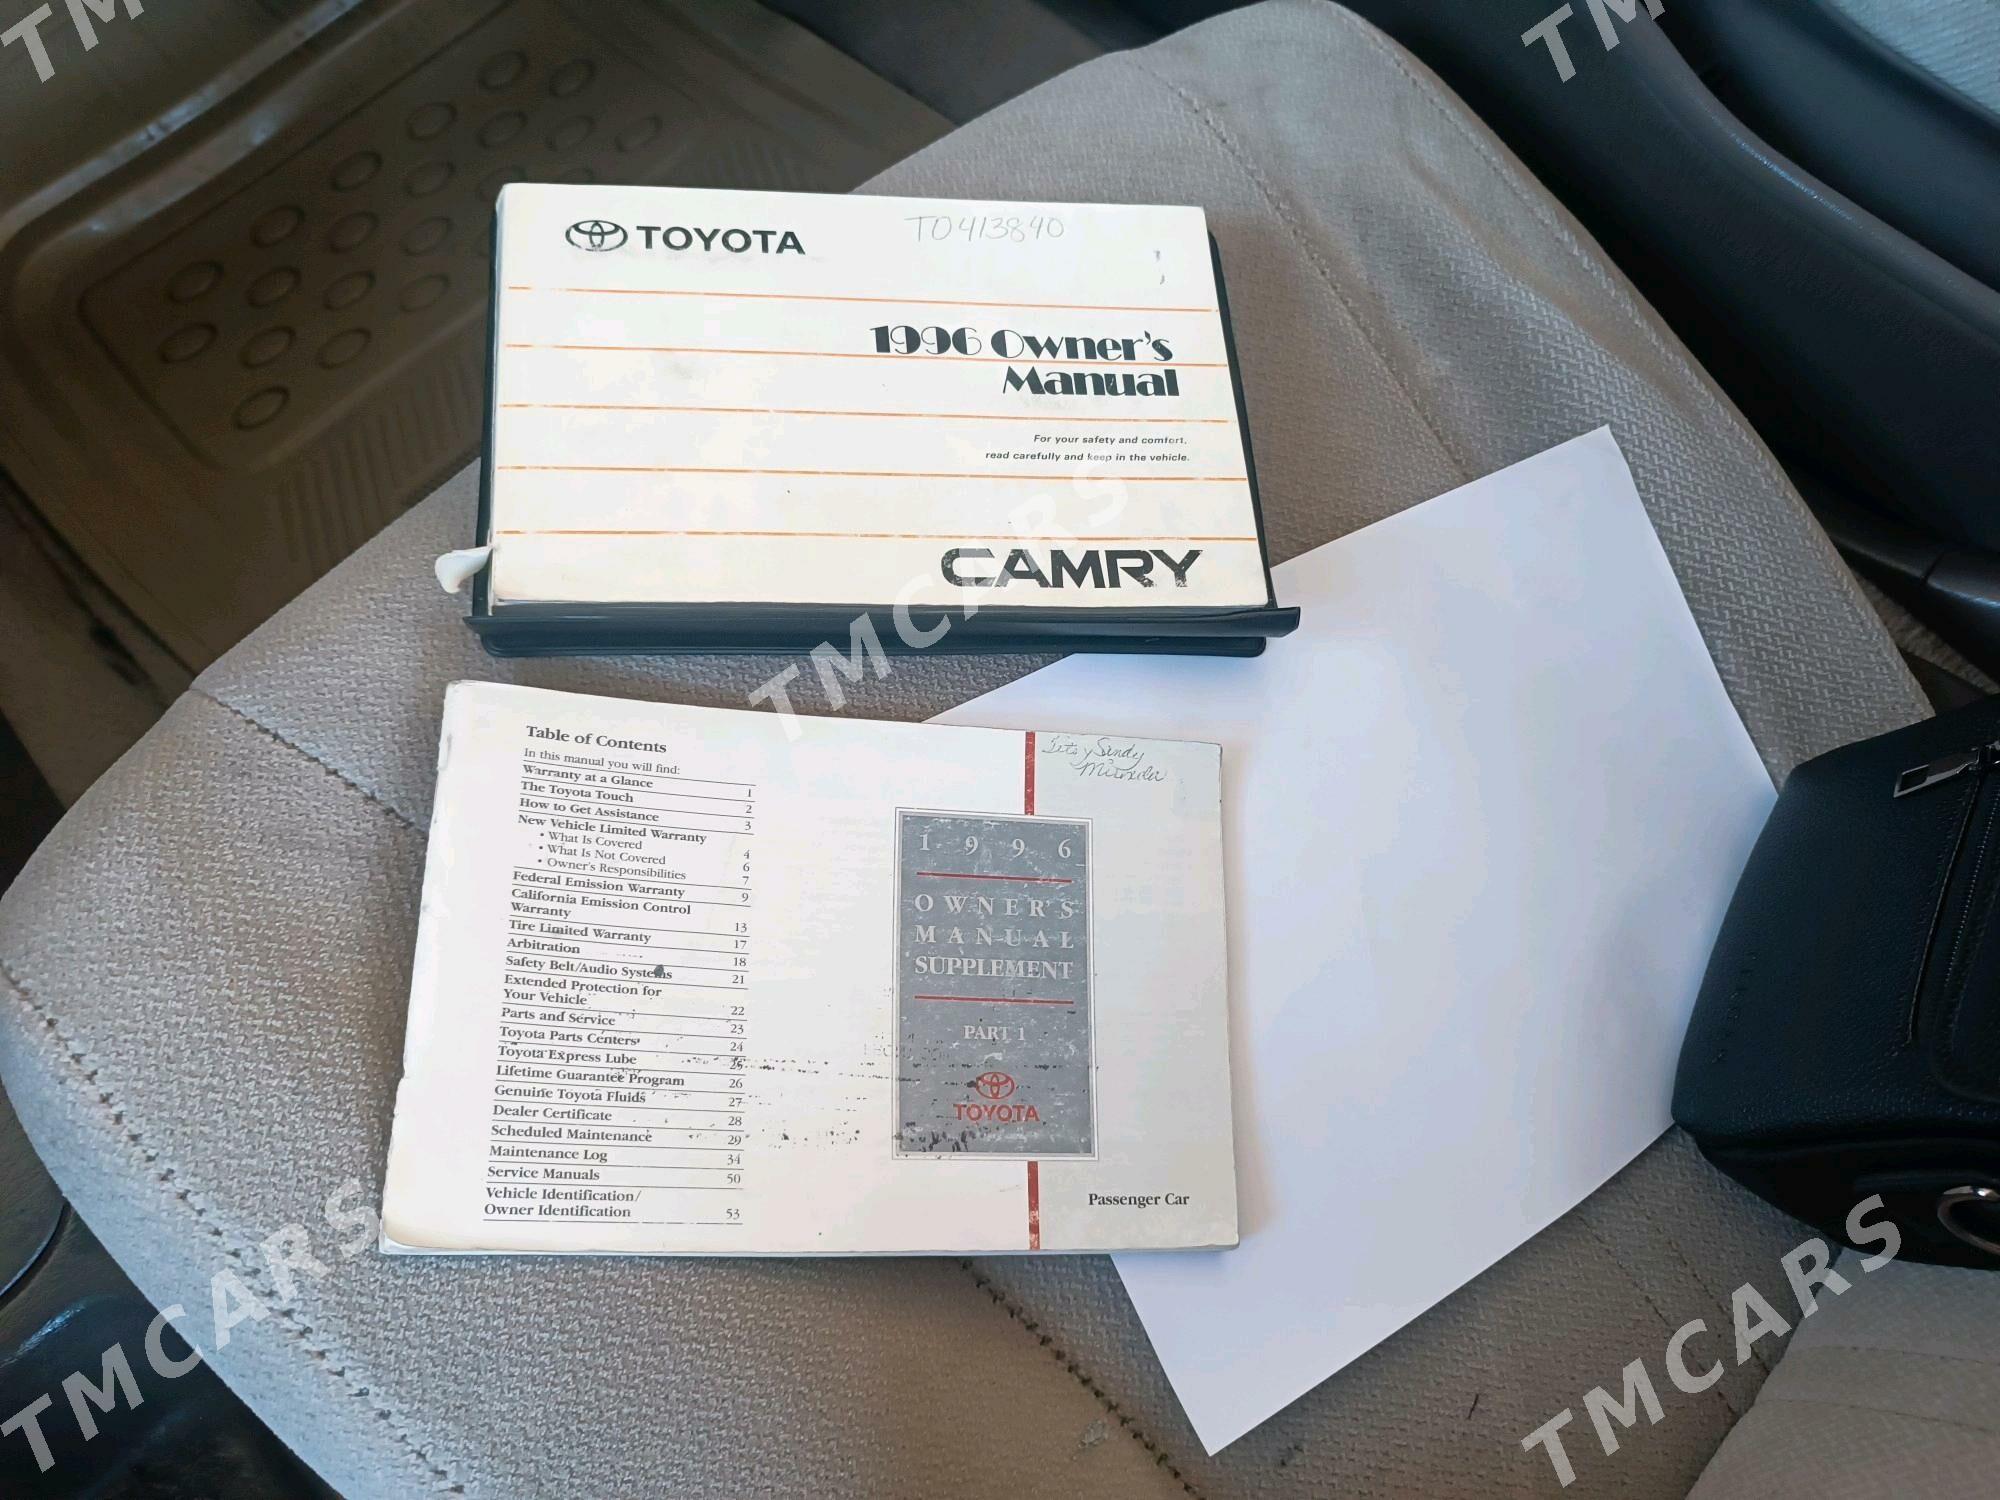 TOYOTA
TO413840
1996 Owner's
Manual
For your safety and comfort,
read carefully and keep in the vehicle.
CAMRY
Table of Contents
In this manual you will find:
Warranty at a Glance 1
The Toyota Touch 2
How to Get Assistance 3
New Vehicle Limited Warranty
• What Is Covered 4
• What Is Not Covered 6
• Owner's Responsibilities 7
Federal Emission Warranty 9
California Emission Control
Warranty 13
Tire Limited Warranty 17
Arbitration 18
Safety Belt/Audio Systems 21
Extended Protection for
Your Vehicle 22
Parts and Service 23
Toyota Parts Centers 24
Toyota Express Lube 25
Lifetime Guarantee Program 26
Genuine Toyota Fluids 27
Dealer Certificate 28
Scheduled Maintenance 29
Maintenance Log 34
Service Manuals 50
Vehicle Identification/
Owner Identification 53
Sandy
1996
OWNER'S
MANUAL
SUPPLEMENT
PART 1
TOYOTA
Passenger Car
TMCARS
TMCARS
TMCARS